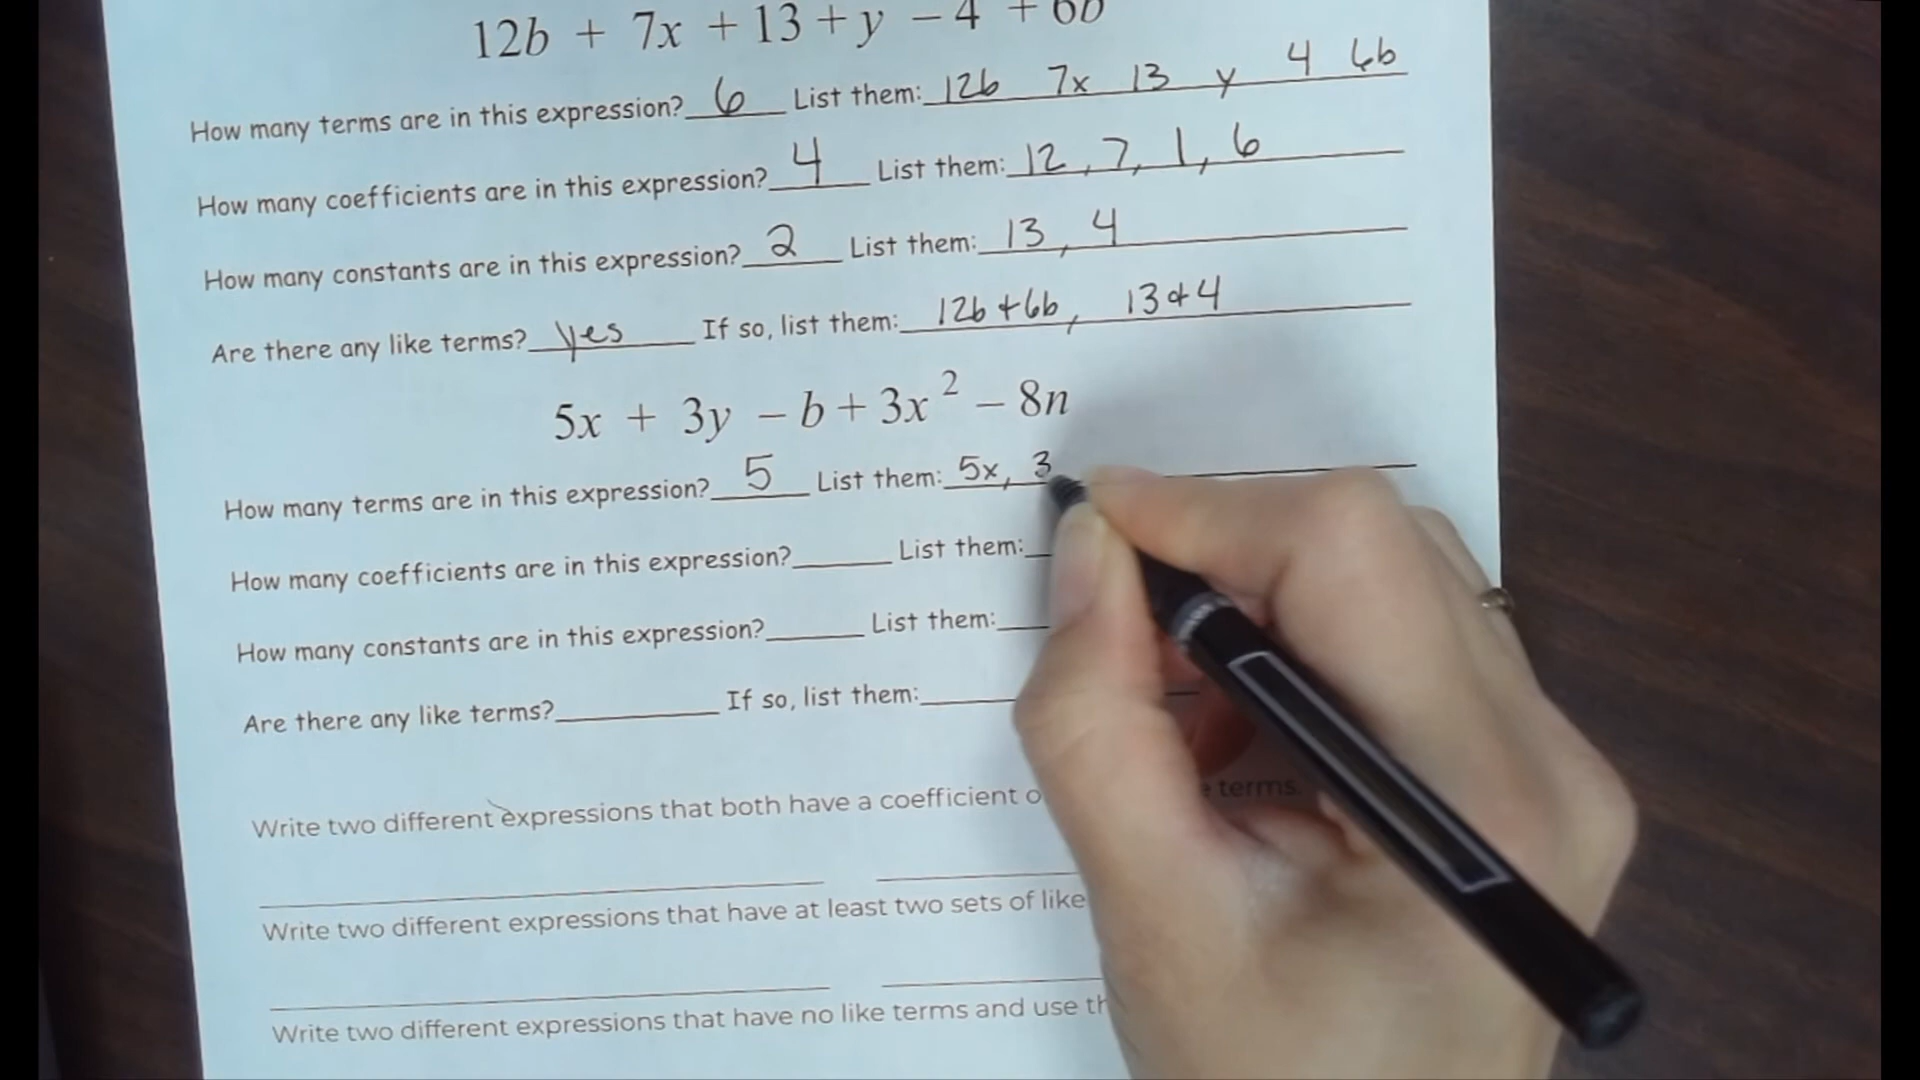 12b + 7x + 13 + y - 4 + 6b
How many terms are in this expression? 6 List them: 12b 7x 13 y 4 6b
How many coefficients are in this expression? 4 List them: 12, 7, 1, 6
How many constants are in this expression? 2 List them: 13, 4
Are there any like terms? yes If so, list them: 12b + 6b, 13 + 4
5x + 3y - b + 3x² - 8n
How many terms are in this expression? 5 List them: 5x, 3
How many coefficients are in this expression? List them:
How many constants are in this expression? List them:
Are there any like terms? If so, list them:
Write two different expressions that both have a coefficient o terms.
Write two different expressions that have at least two sets of like
Write two different expressions that have no like terms and use